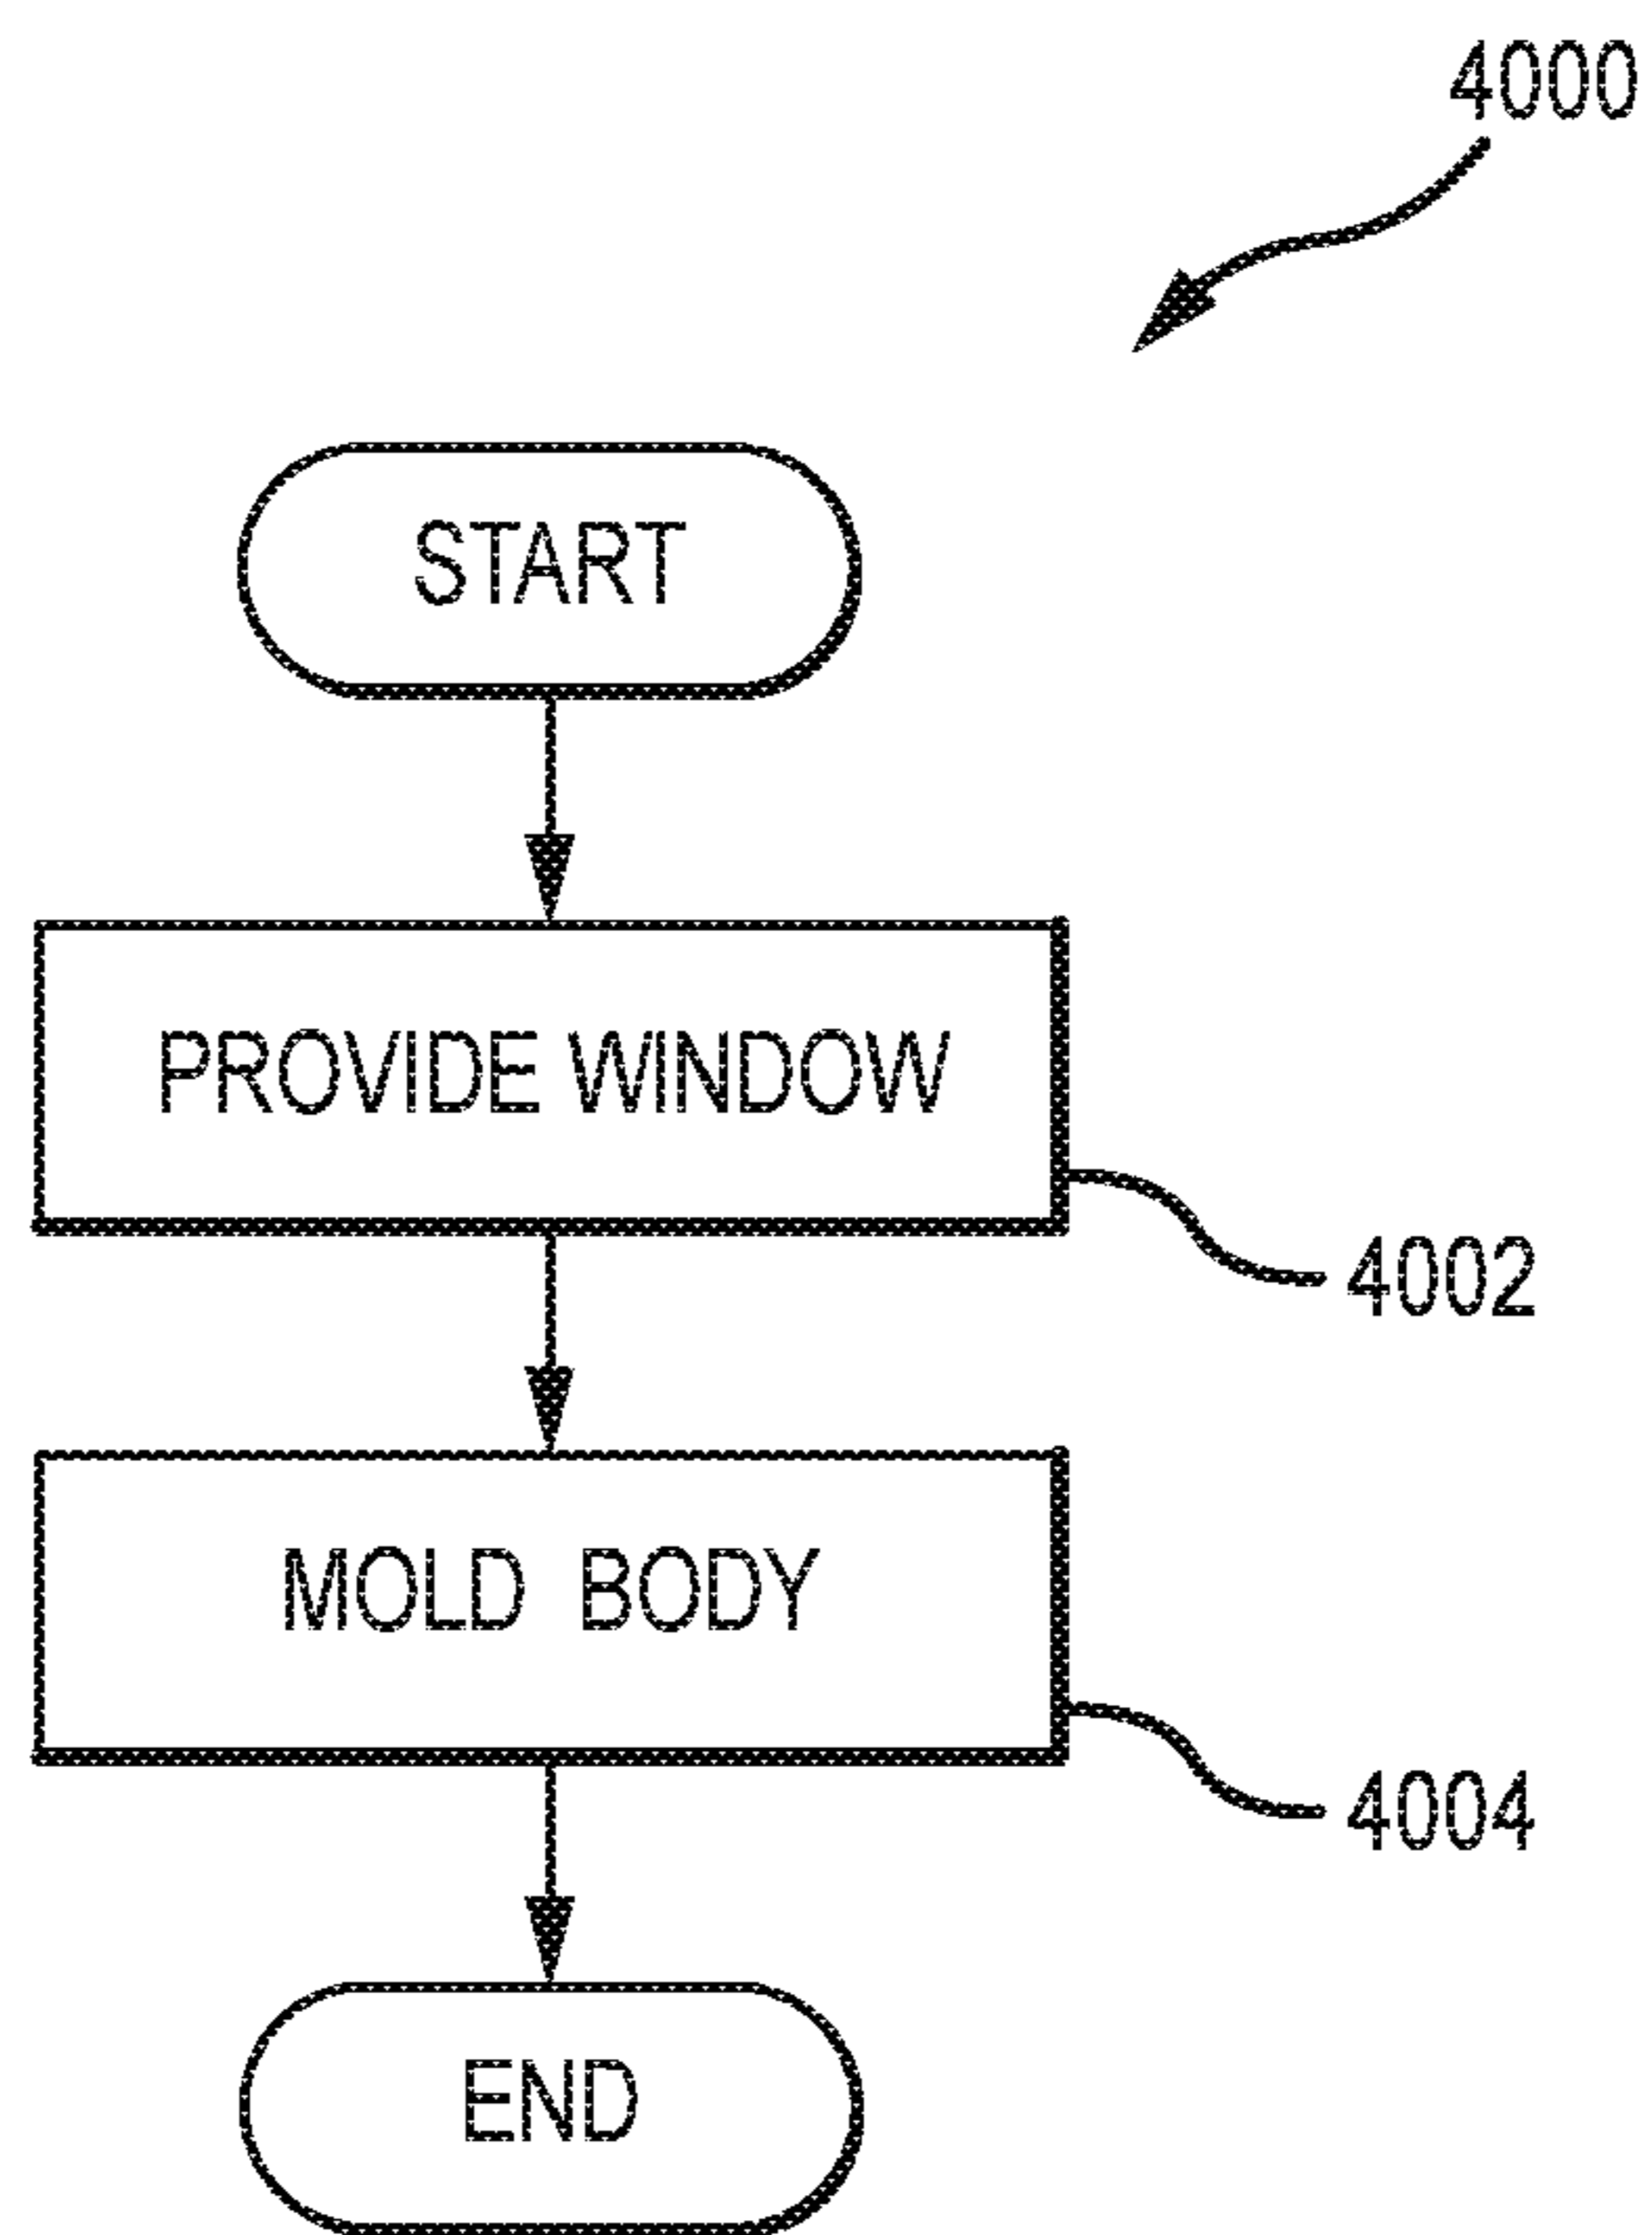 4000
START
PROVIDE WINDOW
4002
MOLD BODY
4004
END